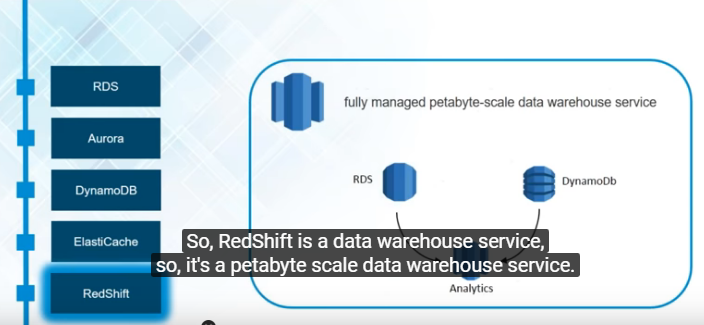 RDS
Aurora
DynamoDB
ElastiCache
RedShift
fully managed petabyte-scale data warehouse service
RDS
DynamoDb
So, RedShift is a data warehouse service,
so, it's a petabyte scale data warehouse service.
Analytics